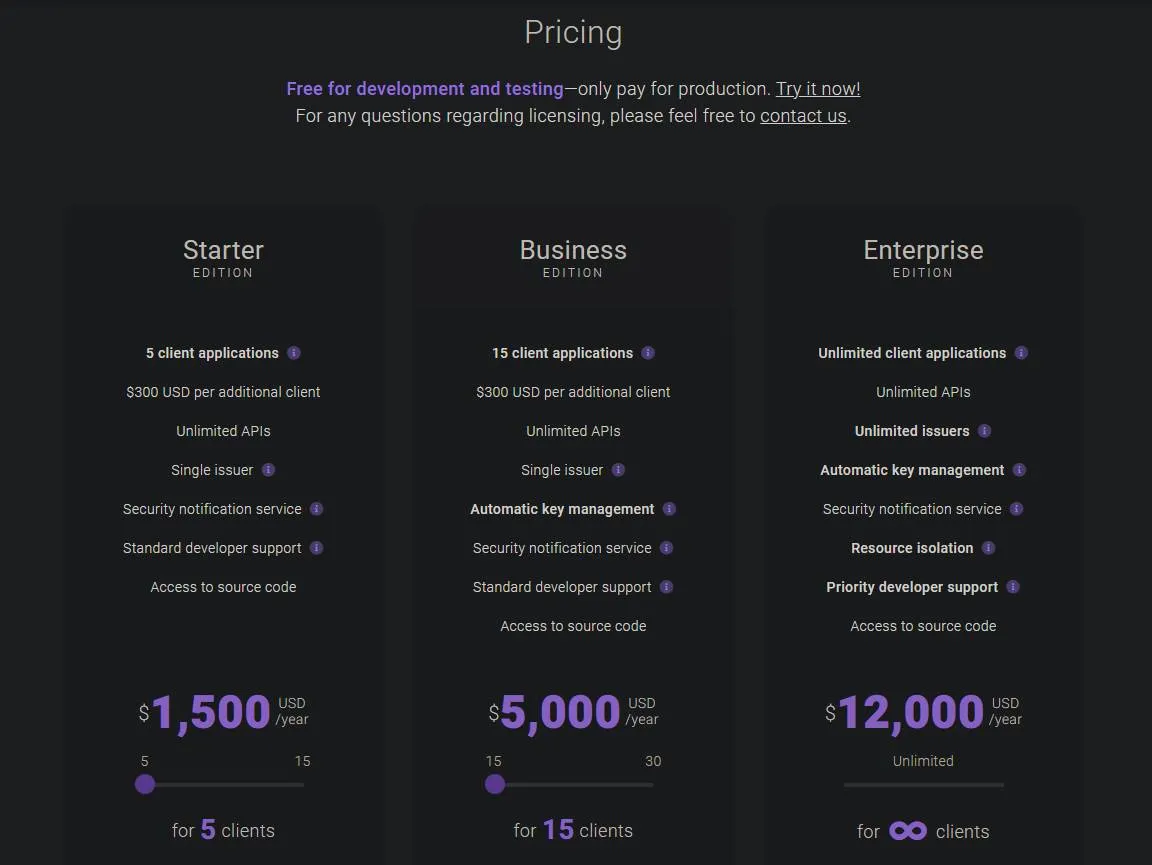 Pricing
Free for development and testing—only pay for production. Try it now!
For any questions regarding licensing, please feel free to contact us.
Starter
EDITION
5 client applications
$300 USD per additional client
Unlimited APIs
Single issuer
Security notification service
Standard developer support
Access to source code
$1,500 USD
/year
5 15
for 5 clients
Business
EDITION
15 client applications
$300 USD per additional client
Unlimited APIs
Single issuer
Automatic key management
Security notification service
Standard developer support
Access to source code
$5,000 USD
/year
15 30
for 15 clients
Enterprise
EDITION
Unlimited client applications
Unlimited APIs
Unlimited issuers
Automatic key management
Security notification service
Resource isolation
Priority developer support
Access to source code
$12,000 USD
/year
Unlimited
for ∞ clients